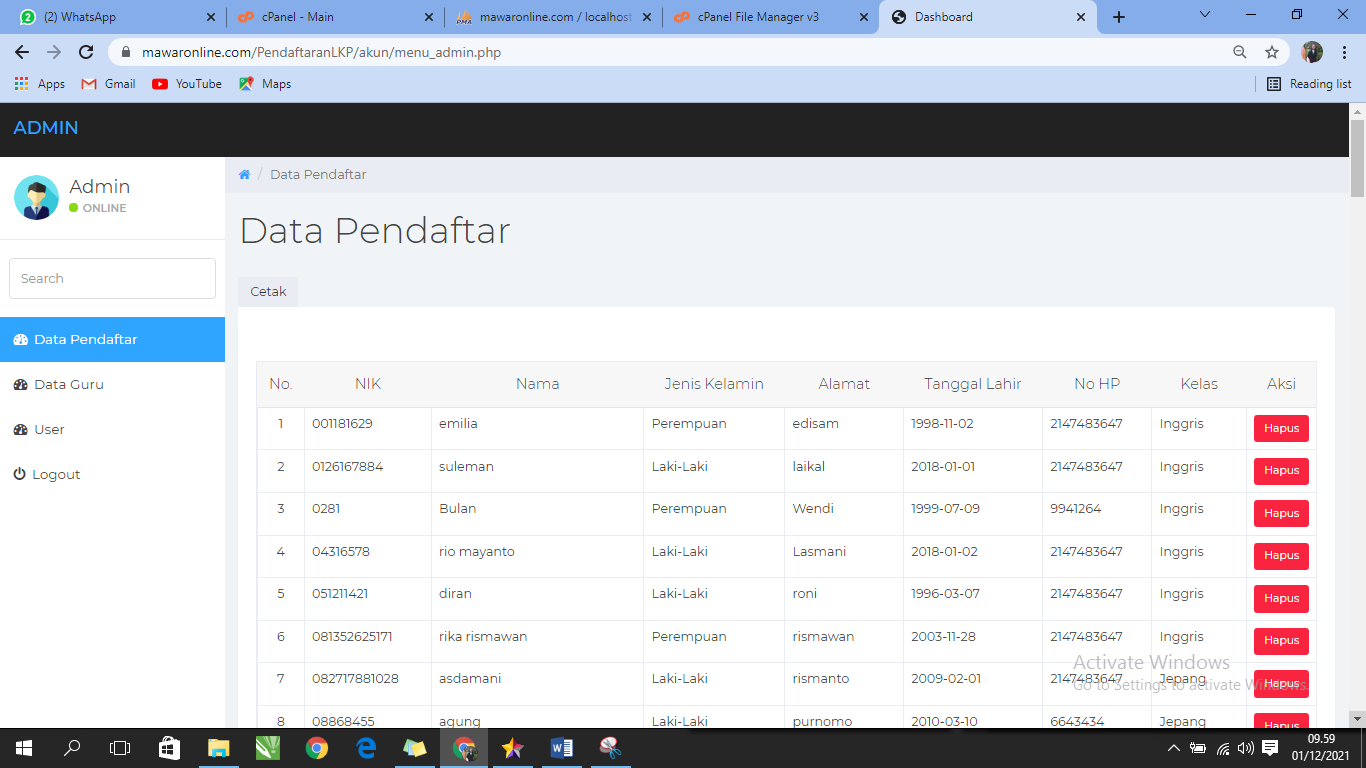 2 (2) WhatsApp
cPanel - Main
PMA mawaronline.com / localhost
cPanel File Manager v3
Dashboard
mawaronline.com/PendaftaranLKP/akun/menu_admin.php
Apps Gmail YouTube Maps Reading list
ADMIN
Admin
ONLINE
Search
Data Pendaftar
Data Guru
User
Logout
/ Data Pendaftar
Data Pendaftar
Cetak
No. NIK Nama Jenis Kelamin Alamat Tanggal Lahir No HP Kelas Aksi
1 001181629 emilia Perempuan edisam 1998-11-02 2147483647 Inggris Hapus
2 0126167884 suleman Laki-Laki laikal 2018-01-01 2147483647 Inggris Hapus
3 0281 Bulan Perempuan Wendi 1999-07-09 9941264 Inggris Hapus
4 04316578 rio mayanto Laki-Laki Lasmani 2018-01-02 2147483647 Inggris Hapus
5 051211421 diran Laki-Laki roni 1996-03-07 2147483647 Inggris Hapus
6 081352625171 rika rismawan Perempuan rismawan 2003-11-28 2147483647 Inggris Hapus
7 082717881028 asdamani Laki-Laki rismanto 2009-02-01 2147483647 Jepang Hapus
8 08868455 agung Laki-Laki purnomo 2010-03-10 6643434 Jepang Hapus
Activate Windows
Go to Settings to activate Windows.
09.59
01/12/2021